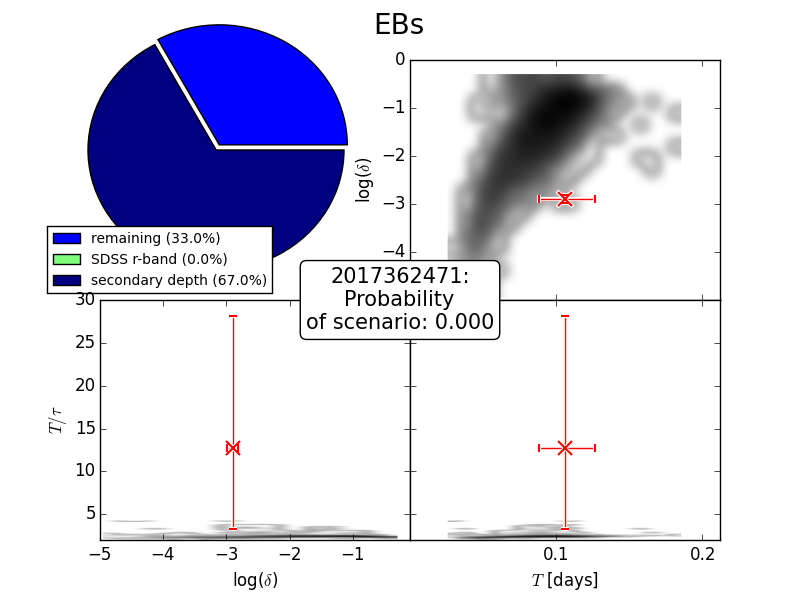 EBs
remaining (33.0%)
SDSS r-band (0.0%)
secondary depth (67.0%)
0
−1
−2
−3
−4
log(δ)
2017362471:
Probability
of scenario: 0.000
30
25
20
15
10
5
T/τ
−5 −4 −3 −2 −1
log(δ)
0.1 0.2
T [days]